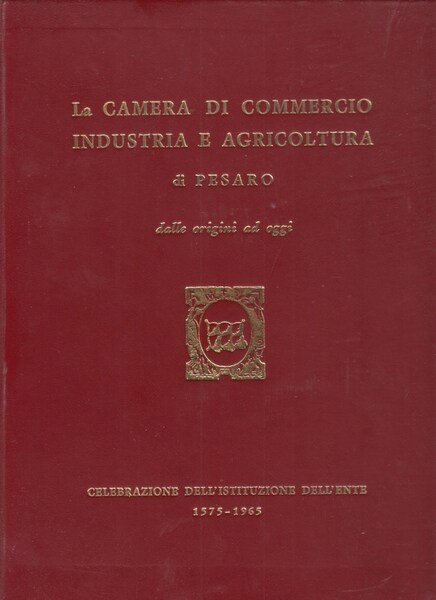 La CAMERA DI COMMERCIO
INDUSTRIA E AGRICOLTURA
di PESARO
dalle origini ad oggi
CELEBRAZIONE DELL'ISTITUZIONE DELL'ENTE
1575-1965